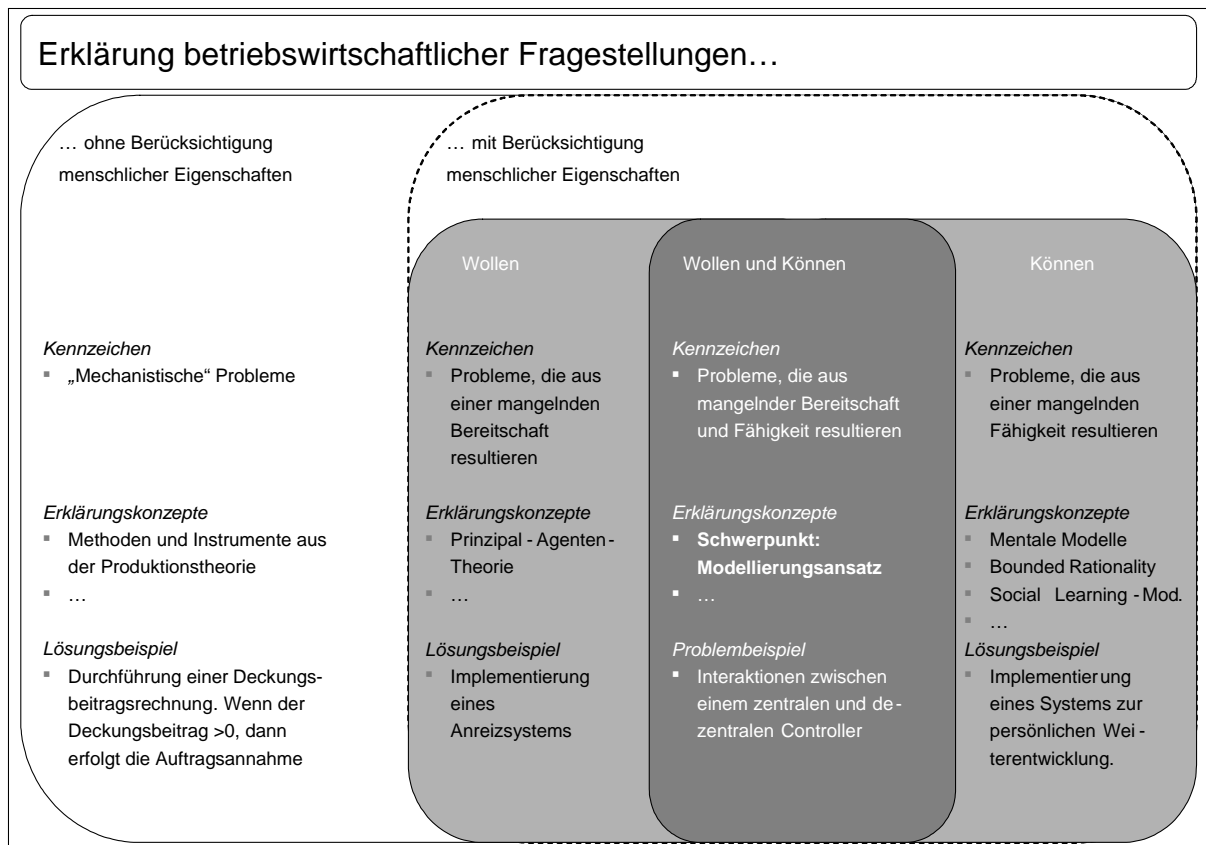 Erklärung betriebswirtschaftlicher Fragestellungen…
… ohne Berücksichtigung
menschlicher Eigenschaften
Kennzeichen
▪ „Mechanistische“ Probleme
Erklärungskonzepte
▪ Methoden und Instrumente aus
der Produktionstheorie
▪ …
Lösungsbeispiel
▪ Durchführung einer Deckungs-
beitragsrechnung. Wenn der
Deckungsbeitrag >0, dann
erfolgt die Auftragsannahme
… mit Berücksichtigung
menschlicher Eigenschaften
Wollen
Kennzeichen
▪ Probleme, die aus
einer mangelnden
Bereitschaft
resultieren
Erklärungskonzepte
▪ Prinzipal - Agenten-
Theorie
▪ …
Lösungsbeispiel
▪ Implementierung
eines
Anreizsystems
Wollen und Können
Kennzeichen
▪ Probleme, die aus
mangelnder Bereitschaft
und Fähigkeit resultieren
Erklärungskonzepte
▪ Schwerpunkt:
Modellierungsansatz
▪ …
Problembeispiel
▪ Interaktionen zwischen
einem zentralen und de-
zentralen Controller
Können
Kennzeichen
▪ Probleme, die aus
einer mangelnden
Fähigkeit resultieren
Erklärungskonzepte
▪ Mentale Modelle
▪ Bounded Rationality
▪ Social Learning - Mod.
▪ …
Lösungsbeispiel
▪ Implementierung
eines Systems zur
persönlichen Wei -
terentwicklung.